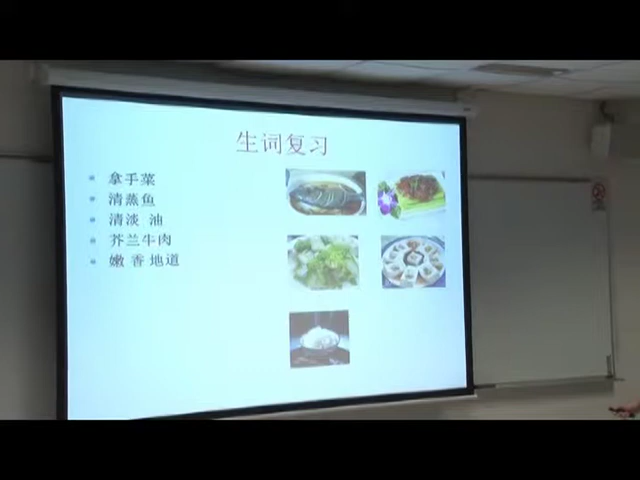 生词复习
拿手菜
清蒸鱼
清淡 油
芥兰牛肉
嫩 香 地道